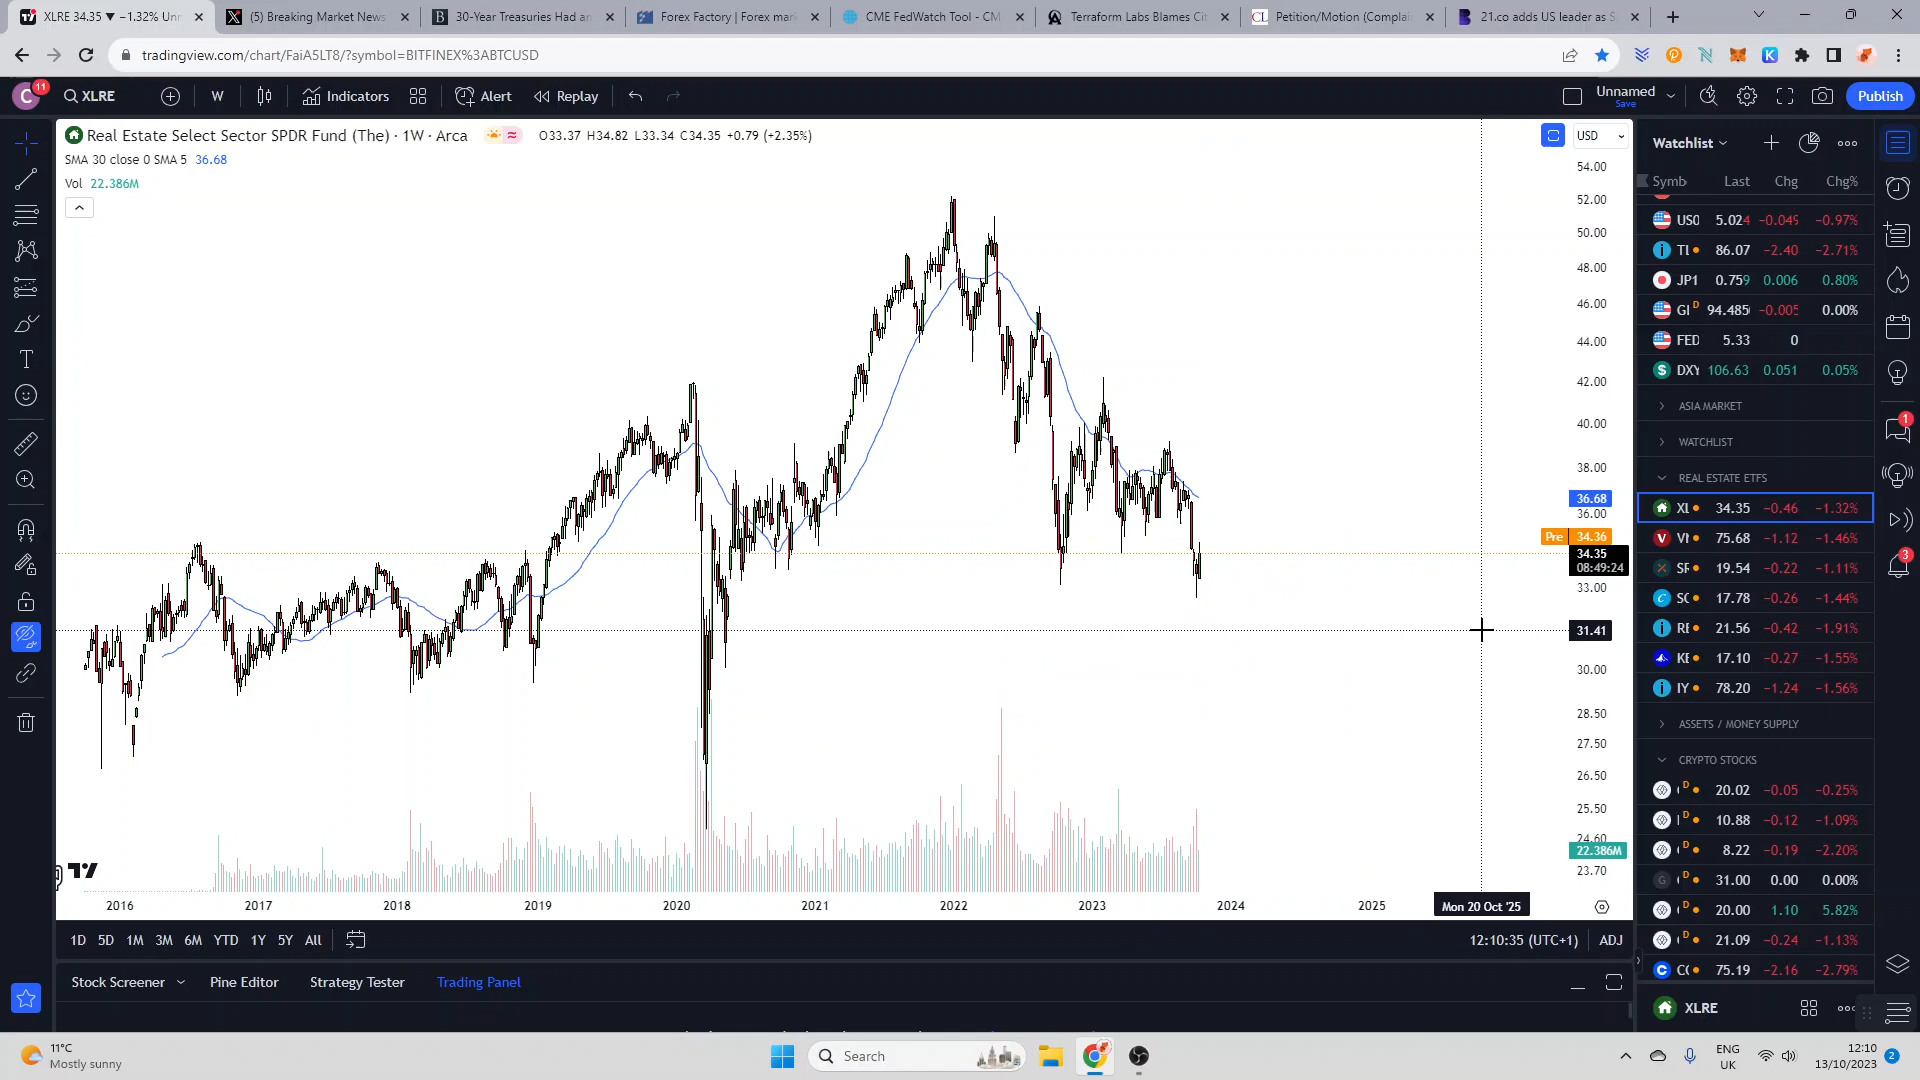 XLRE 34.35 ▼ −1.32% Unn
(5) Breaking Market News
30-Year Treasuries Had an
Forex Factory | Forex mar
CME FedWatch Tool - CM
Terraform Labs Blames Cit
Petition/Motion (Complai
21.co adds US leader as S
tradingview.com/chart/FaiA5LT8/?symbol=BITFINEX%3ABTCUSD
C 11 XLRE W Indicators Alert Replay Unnamed Publish
Save
Real Estate Select Sector SPDR Fund (The) · 1W · Arca O33.37 H34.82 L33.34 C34.35 +0.79 (+2.35%)
SMA 30 close 0 SMA 5 36.68
Vol 22.386M
USD
54.00
52.00
50.00
48.00
46.00
44.00
42.00
40.00
38.00
36.68
36.00
Pre 34.36
34.35
08:49:24
33.00
31.41
30.00
28.50
27.50
26.50
25.50
24.60
22.386M
23.70
2016 2017 2018 2019 2020 2021 2022 2023 2024 2025 Mon 20 Oct '25
1D 5D 1M 3M 6M YTD 1Y 5Y All 12:10:35 (UTC+1) ADJ
Stock Screener Pine Editor Strategy Tester Trading Panel
Watchlist
Symb Last Chg Chg%
5.024 −0.049 −0.97%
TL 86.07 −2.40 −2.71%
JP1 0.759 0.006 0.80%
GI D −0.005 0.00%
FED 5.33 0
DXY 106.63 0.051 0.05%
ASIA MARKET
WATCHLIST
REAL ESTATE ETFS
XL 34.35 −0.46 −1.32%
75.68 −1.12 −1.46%
19.54 −0.22 −1.11%
17.78 −0.26 −1.44%
21.56 −0.42 −1.91%
17.10 −0.27 −1.55%
IY 78.20 −1.24 −1.56%
ASSETS / MONEY SUPPLY
CRYPTO STOCKS
D 20.02 −0.05 −0.25%
D 10.88 −0.12 −1.09%
D 8.22 −0.19 −2.20%
D 31.00 0.00 0.00%
D 20.00 1.10 5.82%
D 21.09 −0.24 −1.13%
75.19 −2.16 −2.79%
XLRE
1
3
11°C
Mostly sunny
Search
ENG
UK
12:10
13/10/2023
2